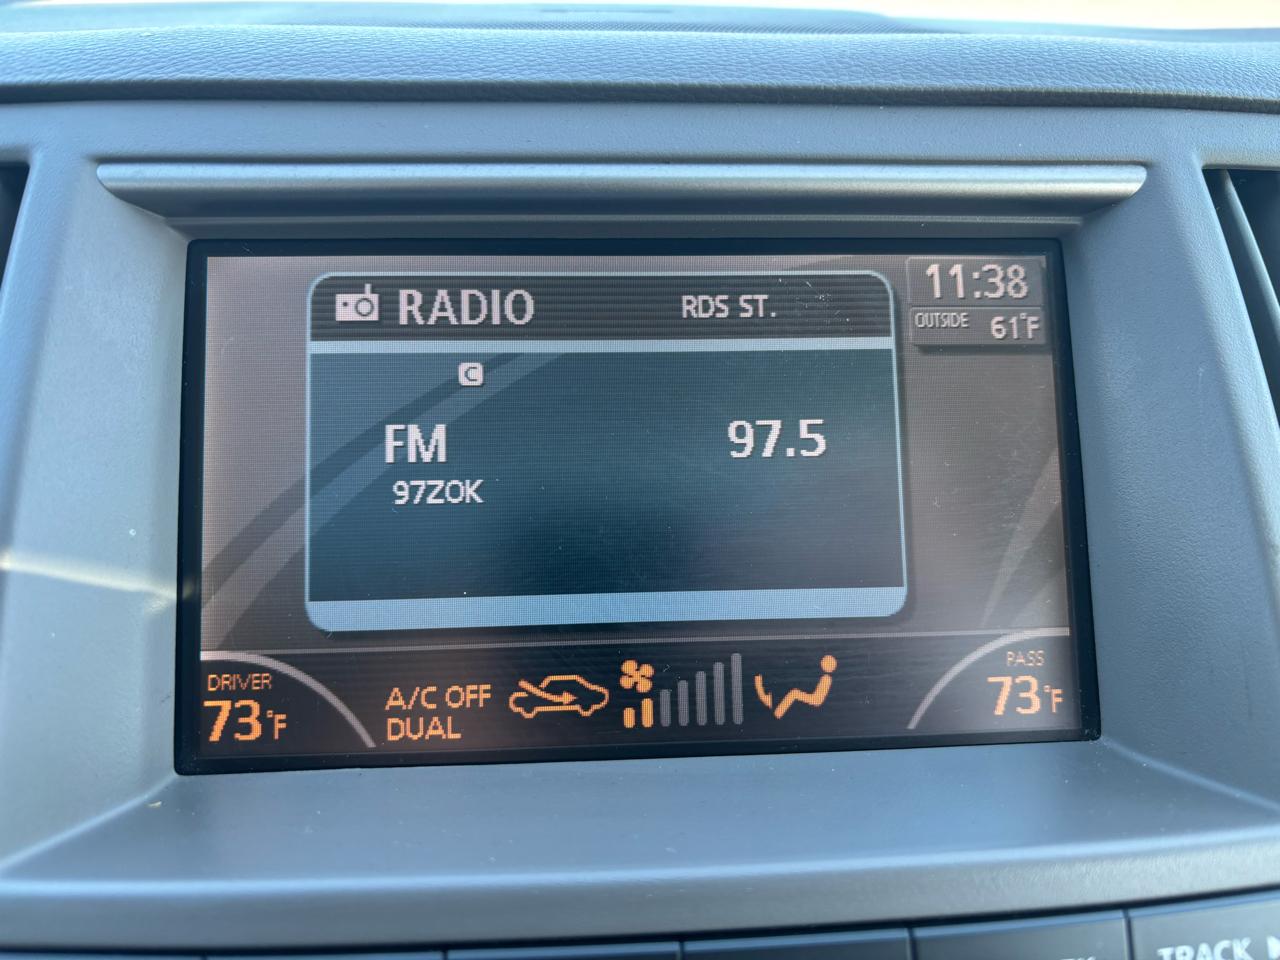 RADIO RDS ST.
11:38
OUTSIDE 61°F
C
FM 97.5
97ZOK
DRIVER
73°F
A/C OFF
DUAL
PASS
73°F
TRACK